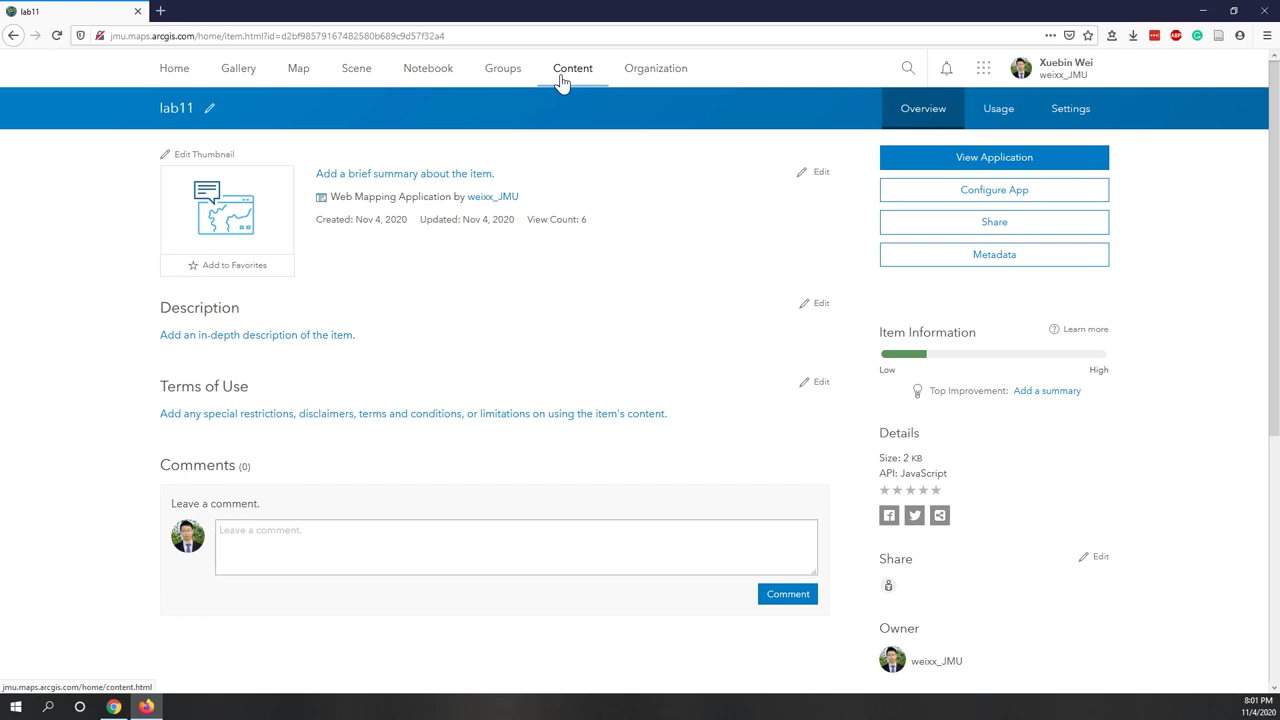 lab11
jmu.maps.arcgis.com/home/item.html?id=d2bf98579167482580b689c9d57f32a4
Home Gallery Map Scene Notebook Groups Content Organization
Xuebin Wei
weixx_JMU
lab11
Overview Usage Settings
Edit Thumbnail
Add a brief summary about the item.
Edit
Web Mapping Application by weixx_JMU
Created: Nov 4, 2020 Updated: Nov 4, 2020 View Count: 6
Add to Favorites
View Application
Configure App
Share
Metadata
Description
Edit
Add an in-depth description of the item.
Item Information
Learn more
Low High
Top Improvement: Add a summary
Terms of Use
Edit
Add any special restrictions, disclaimers, terms and conditions, or limitations on using the item's content.
Details
Size: 2 KB
API: JavaScript
Comments (0)
Leave a comment.
Leave a comment.
Comment
Share
Edit
Owner
weixx_JMU
jmu.maps.arcgis.com/home/content.html
8:01 PM
11/4/2020